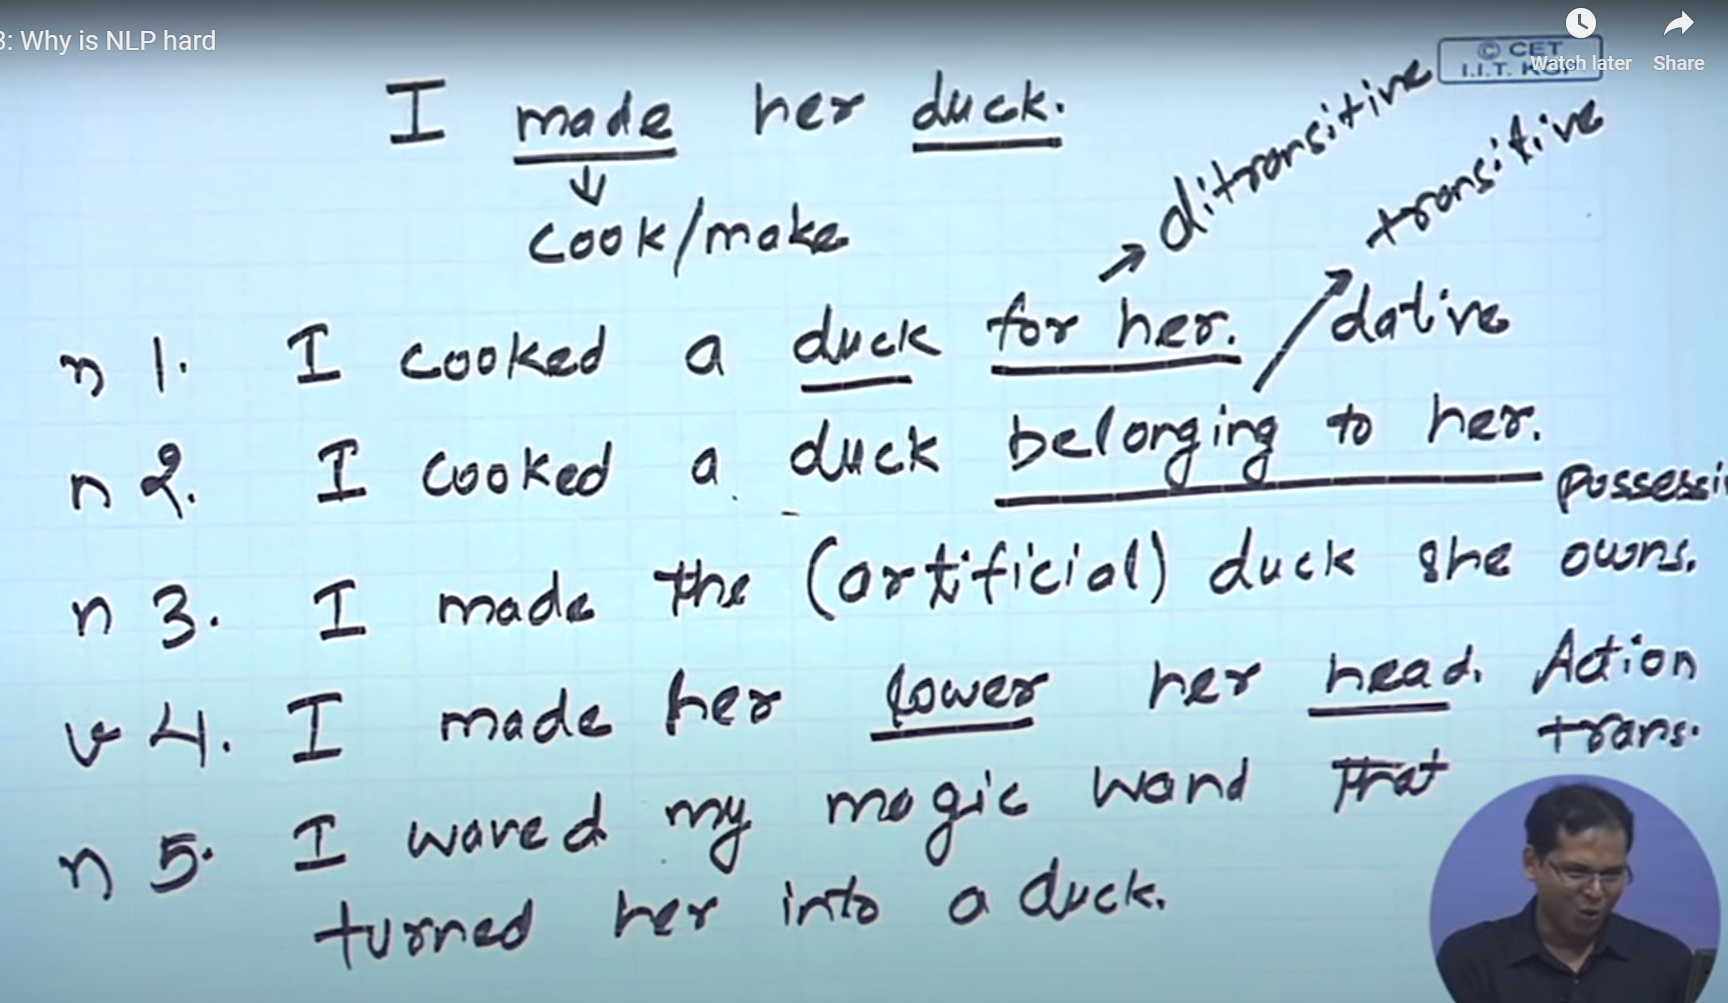 3: Why is NLP hard
Watch later Share
© CET
I.I.T. KGP
I made her duck.
cook/make
ditransitive
transitive
n 1. I cooked a duck for her. dative
n 2. I cooked a duck belonging to her.
possessi
n 3. I made the (artificial) duck she owns.
v 4. I made her lower her head. Action
trans.
n 5. I waved my magic wand that
turned her into a duck.